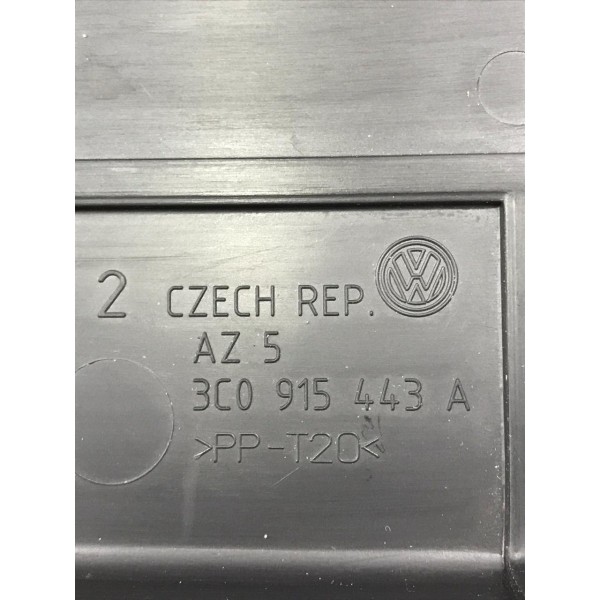 2 CZECH REP.
AZ 5
3C0 915 443 A
>PP-T20<